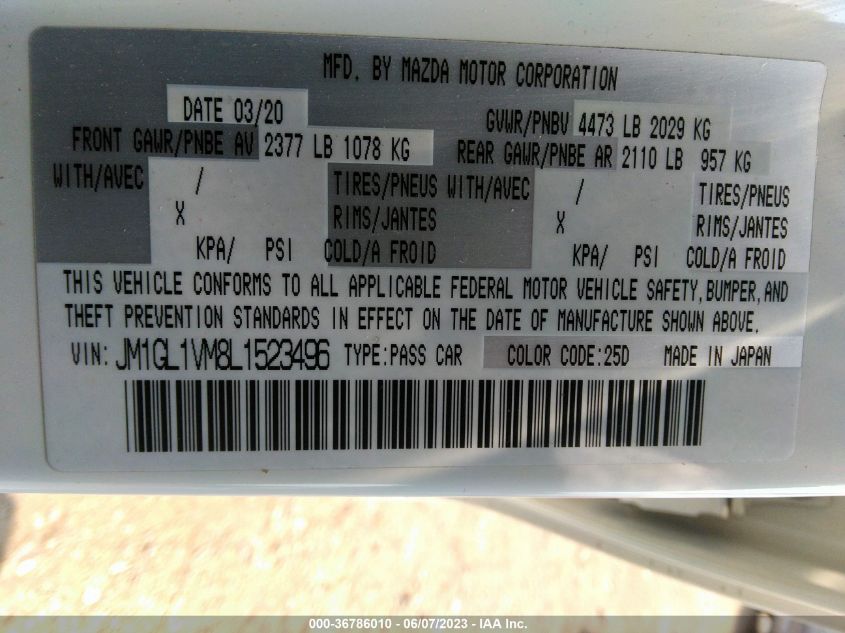 MFD. BY MAZDA MOTOR CORPORATION
DATE 03/20 GVWR/PNBV 4473 LB 2029 KG
FRONT GAWR/PNBE AV 2377 LB 1078 KG REAR GAWR/PNBE AR 2110 LB 957 KG
WITH/AVEC / TIRES/PNEUS WITH/AVEC / TIRES/PNEUS
X RIMS/JANTES X RIMS/JANTES
KPA/ PSI COLD/A FROID KPA/ PSI COLD/A FROID
THIS VEHICLE CONFORMS TO ALL APPLICABLE FEDERAL MOTOR VEHICLE SAFETY,BUMPER,AND
THEFT PREVENTION STANDARDS IN EFFECT ON THE DATE OF MANUFACTURE SHOWN ABOVE.
VIN: JM1GL1VM8L1523496 TYPE:PASS CAR COLOR CODE:25D MADE IN JAPAN
000-36786010 - 06/07/2023 - IAA Inc.